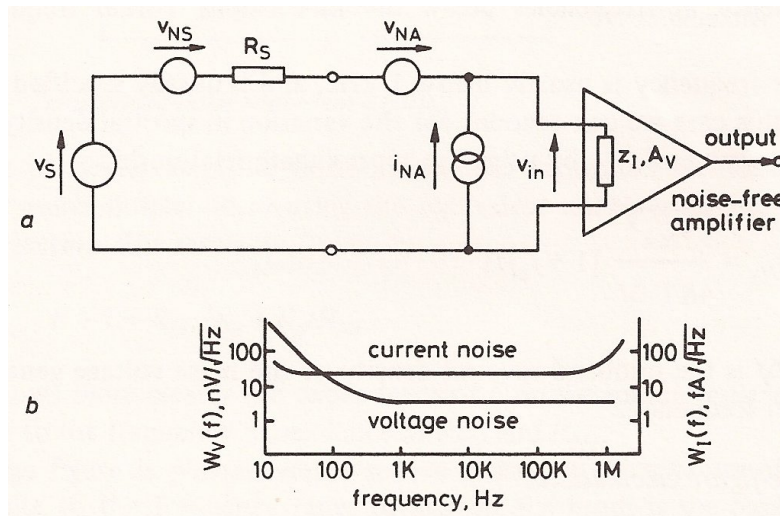 v_NS
R_S
v_NA
v_S
i_NA
v_in
z_I, A_v
output
noise-free
amplifier
a
W_V(f), nV/√Hz
100
10
1
current noise
voltage noise
100
10
1
W_I(f), fA/√Hz
b
10 100 1K 10K 100K 1M
frequency, Hz